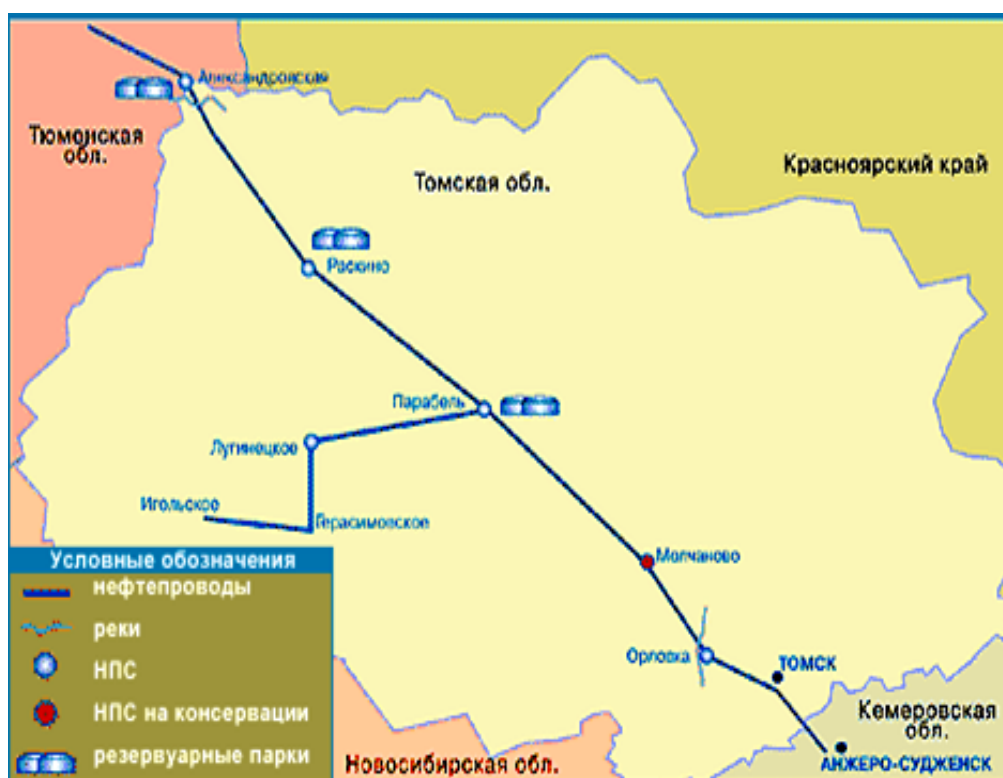 Александровская
Тюменская
обл.
Томская обл.
Красноярский край
Раскино
Парабель
Лугинецкое
Игольское
Герасимовское
Молчаново
Орловка
ТОМСК
Кемеровская
обл.
АНЖЕРО-СУДЖЕНСК
Новосибирская обл.
Условные обозначения
нефтепроводы
реки
НПС
НПС на консервации
резервуарные парки